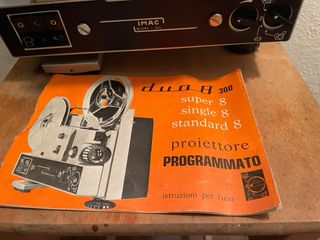 IMAC
duo 8 300
super 8
single 8
standard 8
proiettore
PROGRAMMATO
istruzioni per l'uso